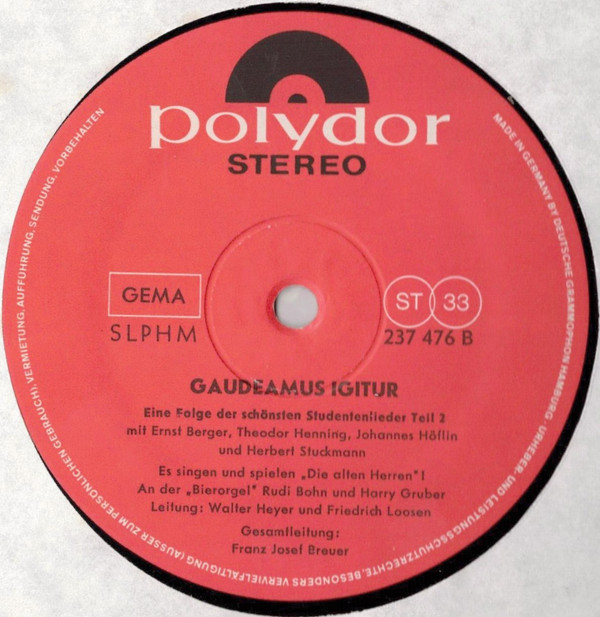 polydor
STEREO
GEMA
SLPHM
ST 33
237 476 B
GAUDEAMUS IGITUR
Eine Folge der schönsten Studentenlieder Teil 2
mit Ernst Berger, Theodor Henning, Johannes Höflin
und Herbert Stuckmann
Es singen und spielen „Die alten Herren"!
An der „Bierorgel" Rudi Bohn und Harry Gruber
Leitung: Walter Heyer und Friedrich Loosen
Gesamtleitung:
Franz Josef Breuer
MADE IN GERMANY BY DEUTSCHE GRAMMOPHON HAMBURG. URHEBER- UND LEISTUNGSSCHUTZRECHTE, BESONDERS VERVIELFÄLTIGUNG (AUSSER ZUM PERSÖNLICHEN GEBRAUCH), VERMIETUNG, AUFFÜHRUNG, SENDUNG, VORBEHALTEN